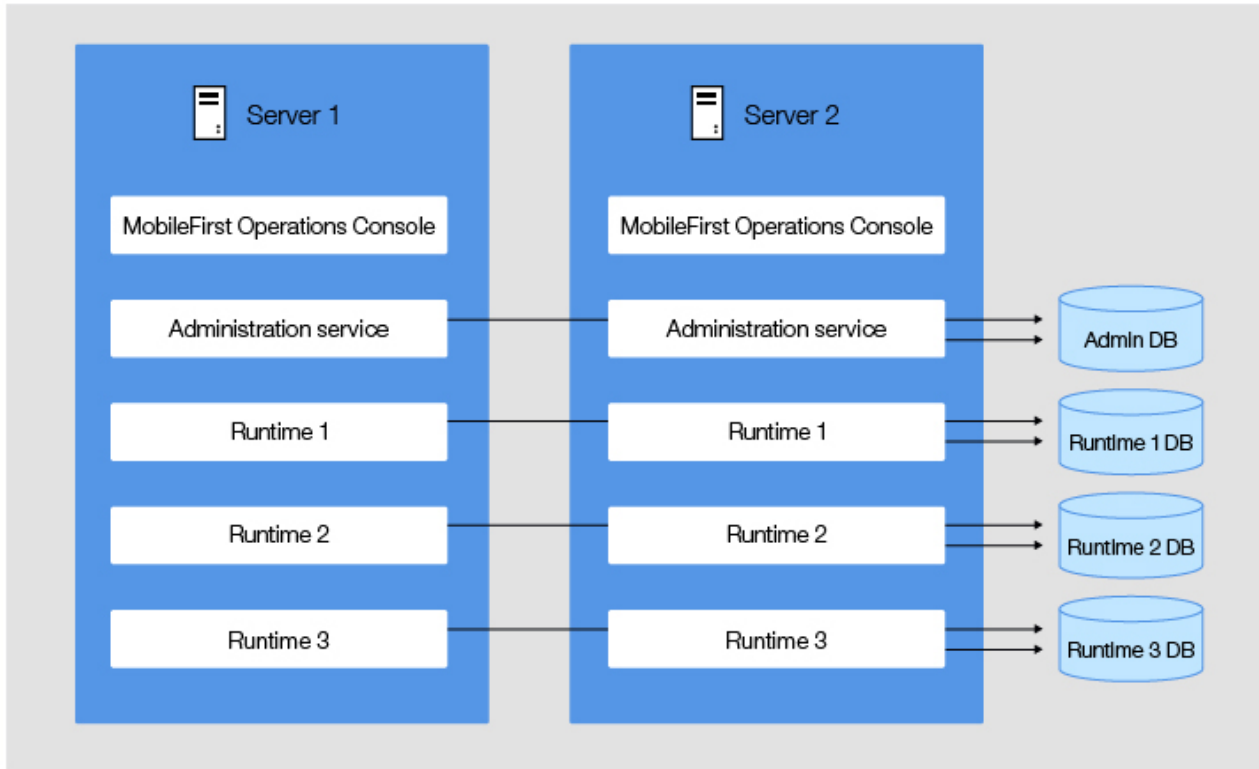 Server 1
MobileFirst Operations Console
Administration service
Runtime 1
Runtime 2
Runtime 3
Server 2
MobileFirst Operations Console
Administration service
Runtime 1
Runtime 2
Runtime 3
Admin DB
Runtime 1 DB
Runtime 2 DB
Runtime 3 DB